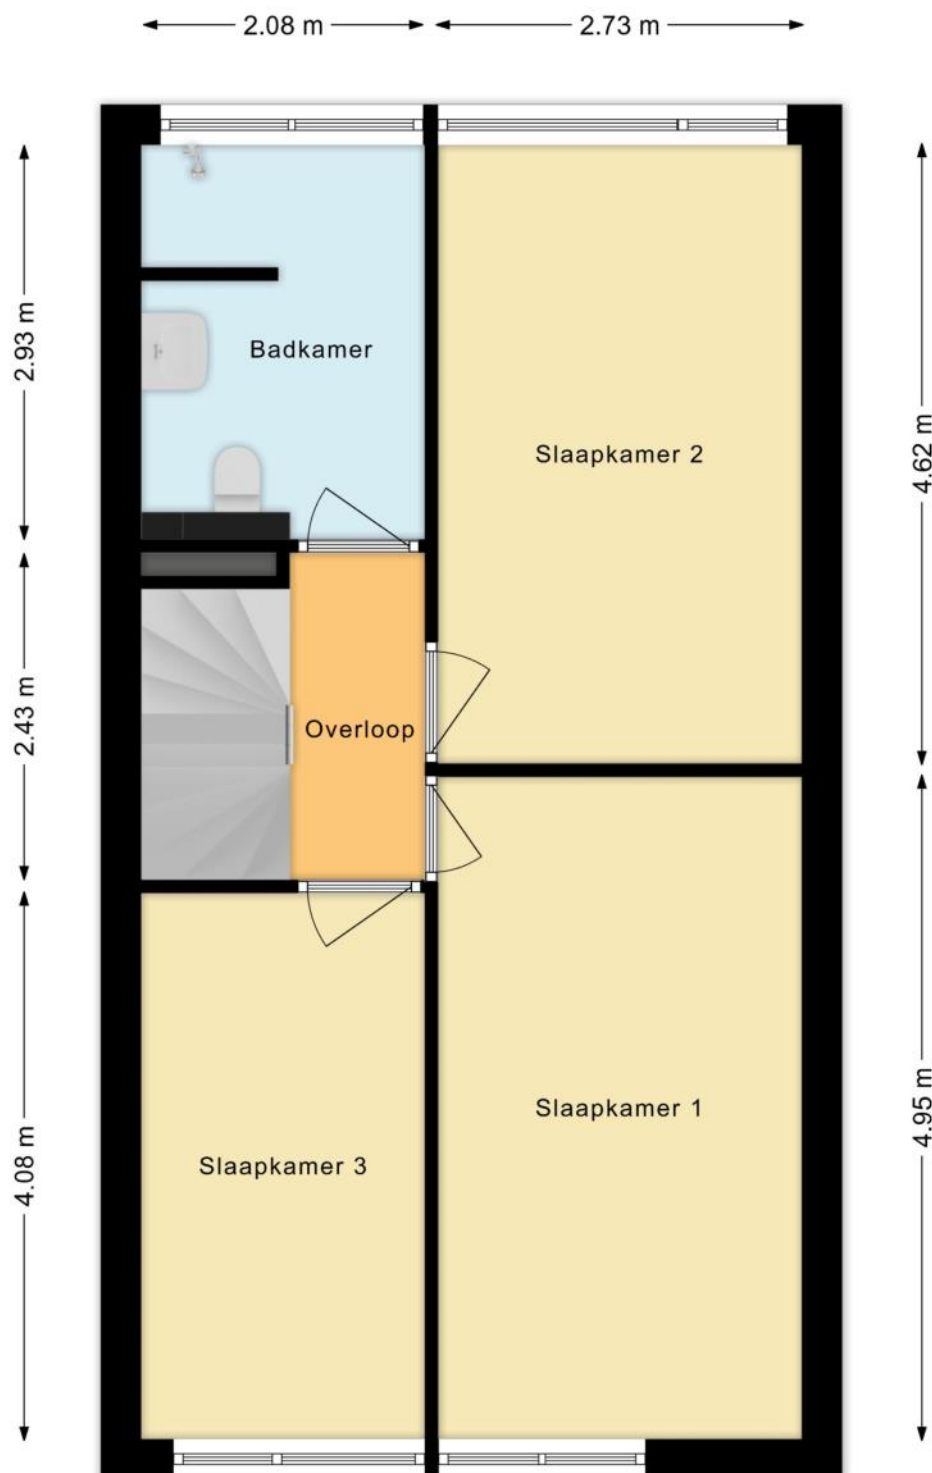 2.08 m
2.73 m
2.93 m
Badkamer
4.62 m
Slaapkamer 2
2.43 m
Overloop
4.95 m
Slaapkamer 1
4.08 m
Slaapkamer 3